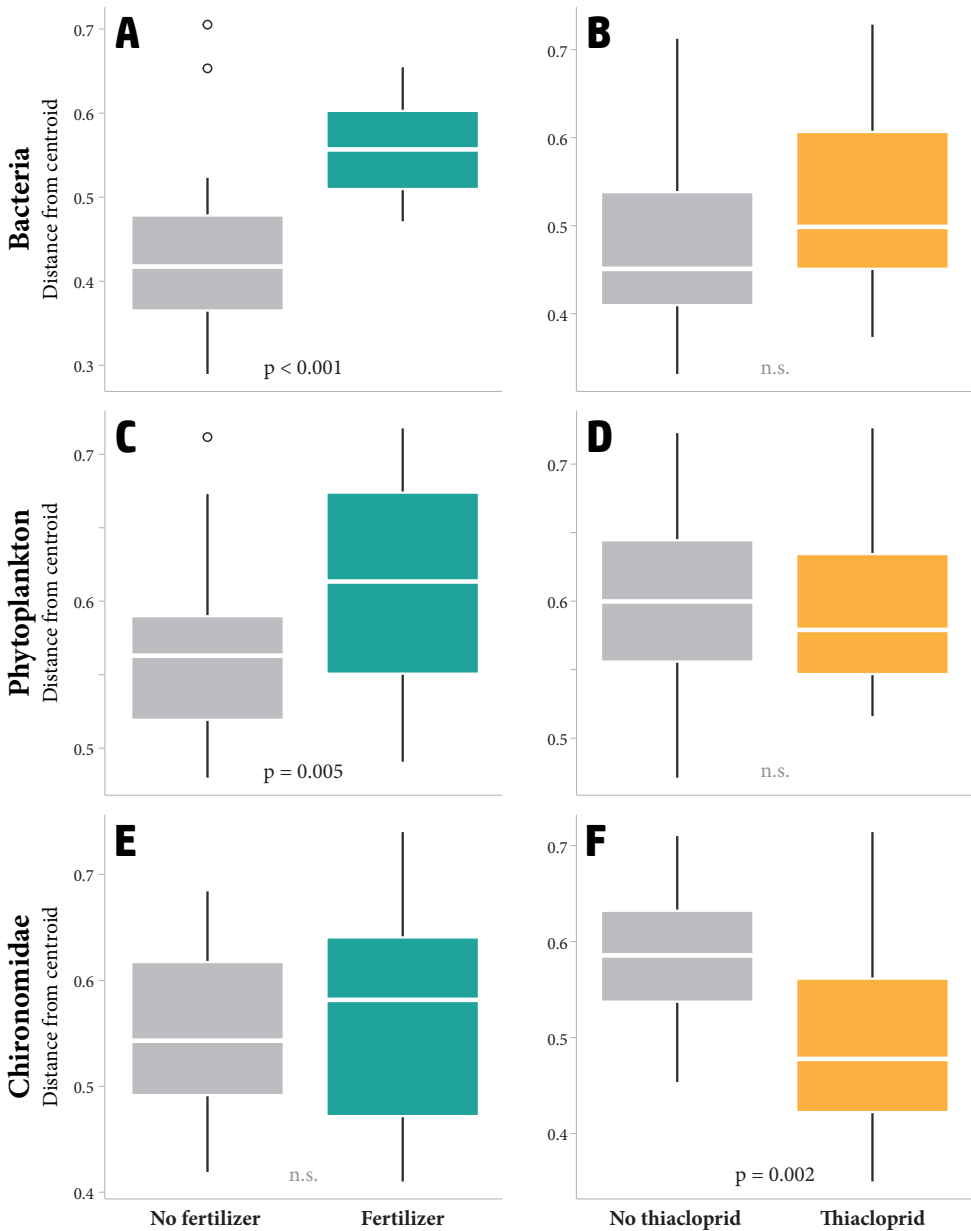 A
B
Bacteria
Distance from centroid
0.7
0.6
0.5
0.4
0.3
p < 0.001
0.7
0.6
0.5
0.4
n.s.
C
D
Phytoplankton
Distance from centroid
0.7
0.6
0.5
p = 0.005
0.7
0.6
0.5
n.s.
E
F
Chironomidae
Distance from centroid
0.7
0.6
0.5
0.4
n.s.
0.7
0.6
0.5
0.4
p = 0.002
No fertilizer
Fertilizer
No thiacloprid
Thiacloprid